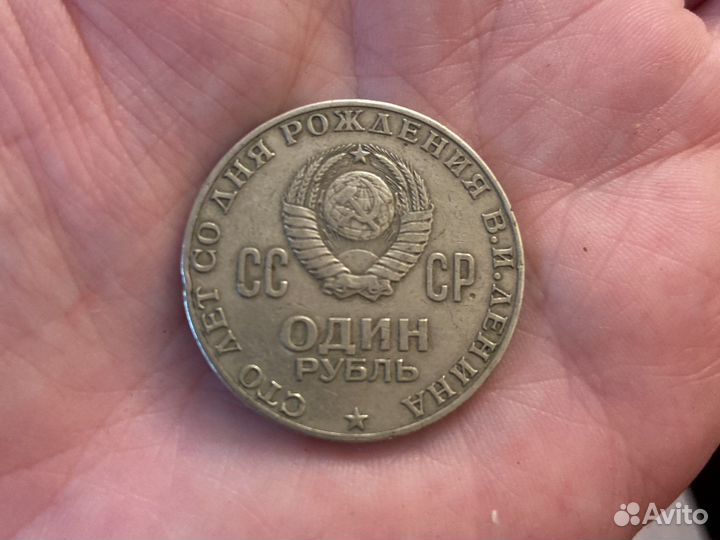 СТО ЛЕТ СО ДНЯ РОЖДЕНИЯ В.И.ЛЕНИНА
СС СР
ОДИН
РУБЛЬ
Avito